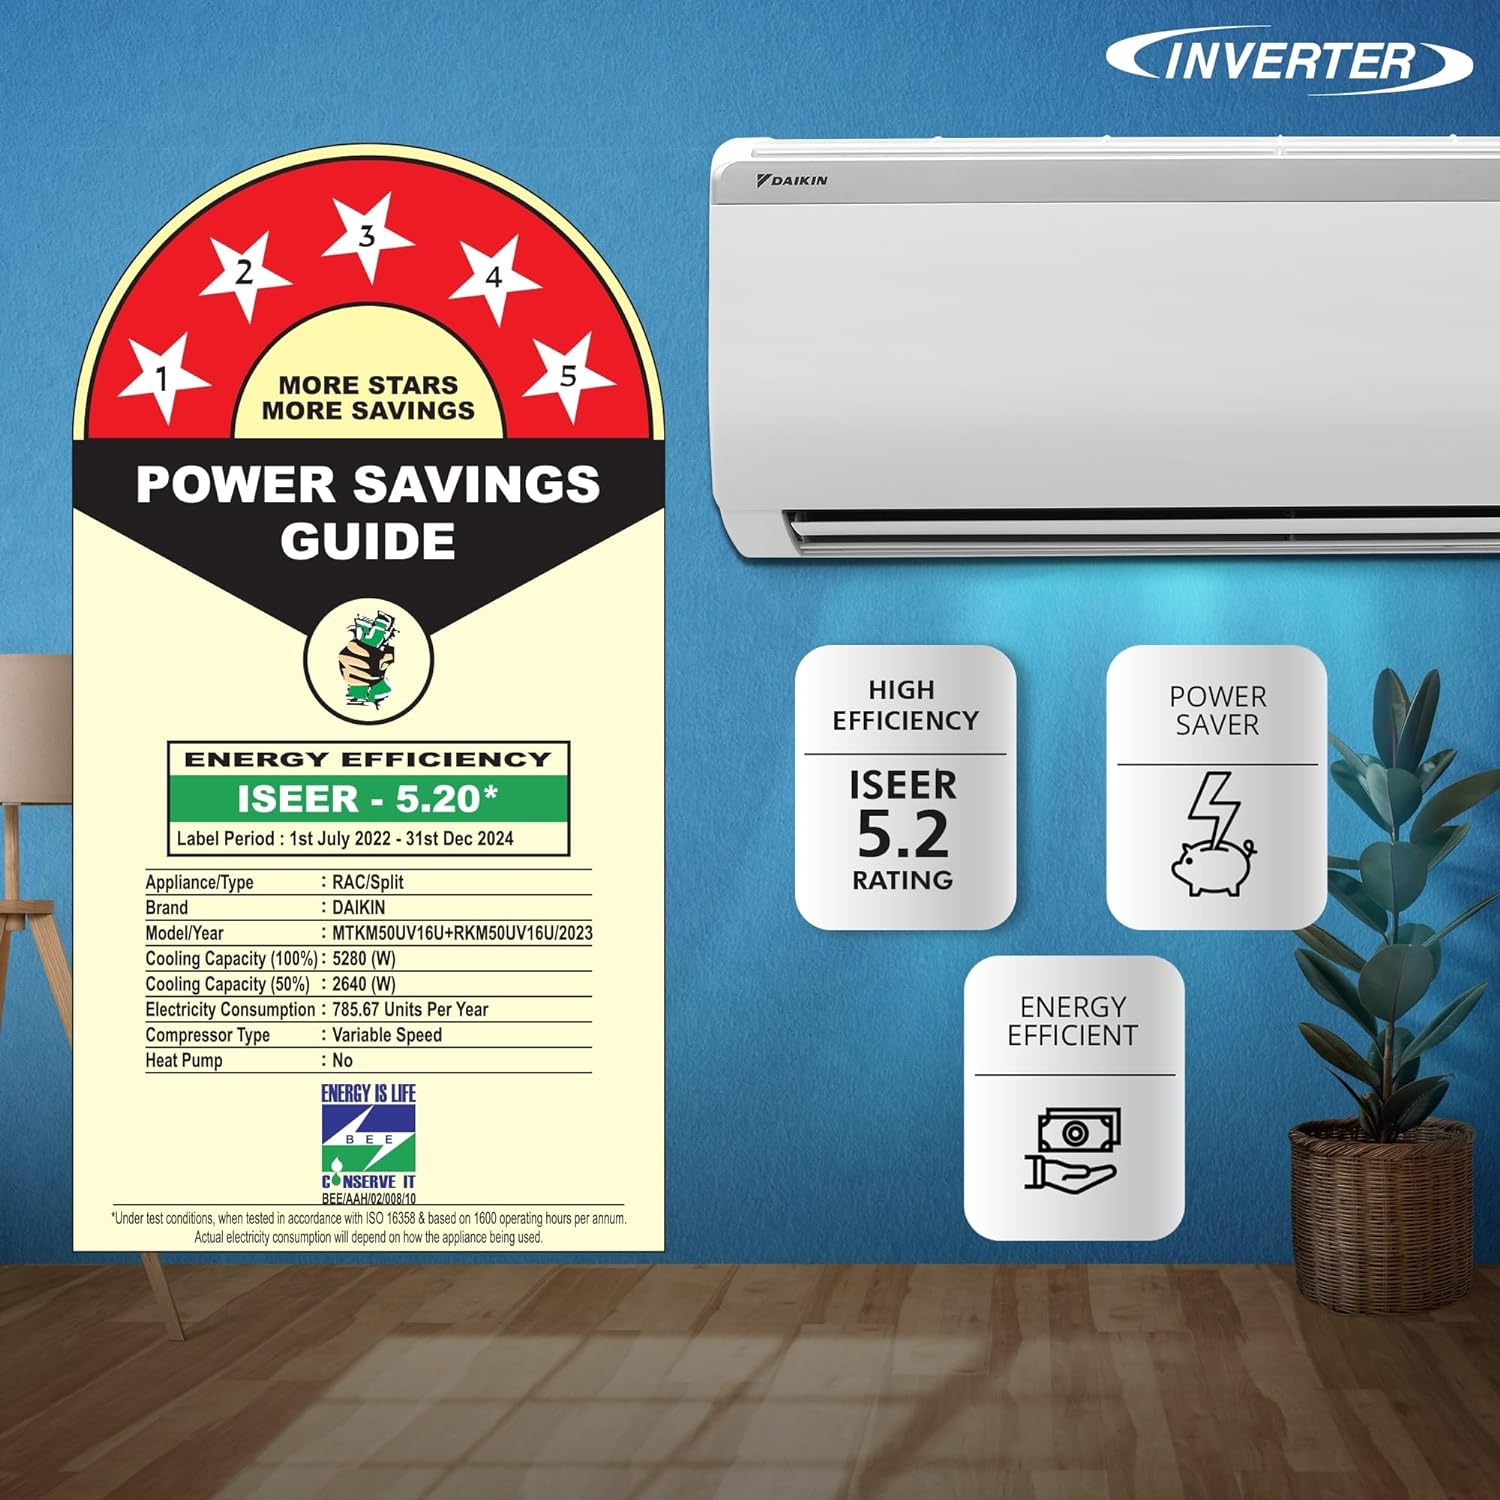 INVERTER
DAIKIN
1
2
3
4
5
MORE STARS
MORE SAVINGS
POWER SAVINGS
GUIDE
ENERGY EFFICIENCY
ISEER - 5.20*
Label Period : 1st July 2022 - 31st Dec 2024
Appliance/Type : RAC/Split
Brand : DAIKIN
Model/Year : MTKM50UV16U+RKM50UV16U/2023
Cooling Capacity (100%) : 5280 (W)
Cooling Capacity (50%) : 2640 (W)
Electricity Consumption : 785.67 Units Per Year
Compressor Type : Variable Speed
Heat Pump : No
ENERGY IS LIFE
BEE
CONSERVE IT
BEE/AAH/02/008/10
*Under test conditions, when tested in accordance with ISO 16358 & based on 1600 operating hours per annum.
Actual electricity consumption will depend on how the appliance being used.
HIGH
EFFICIENCY
ISEER
5.2
RATING
POWER
SAVER
ENERGY
EFFICIENT